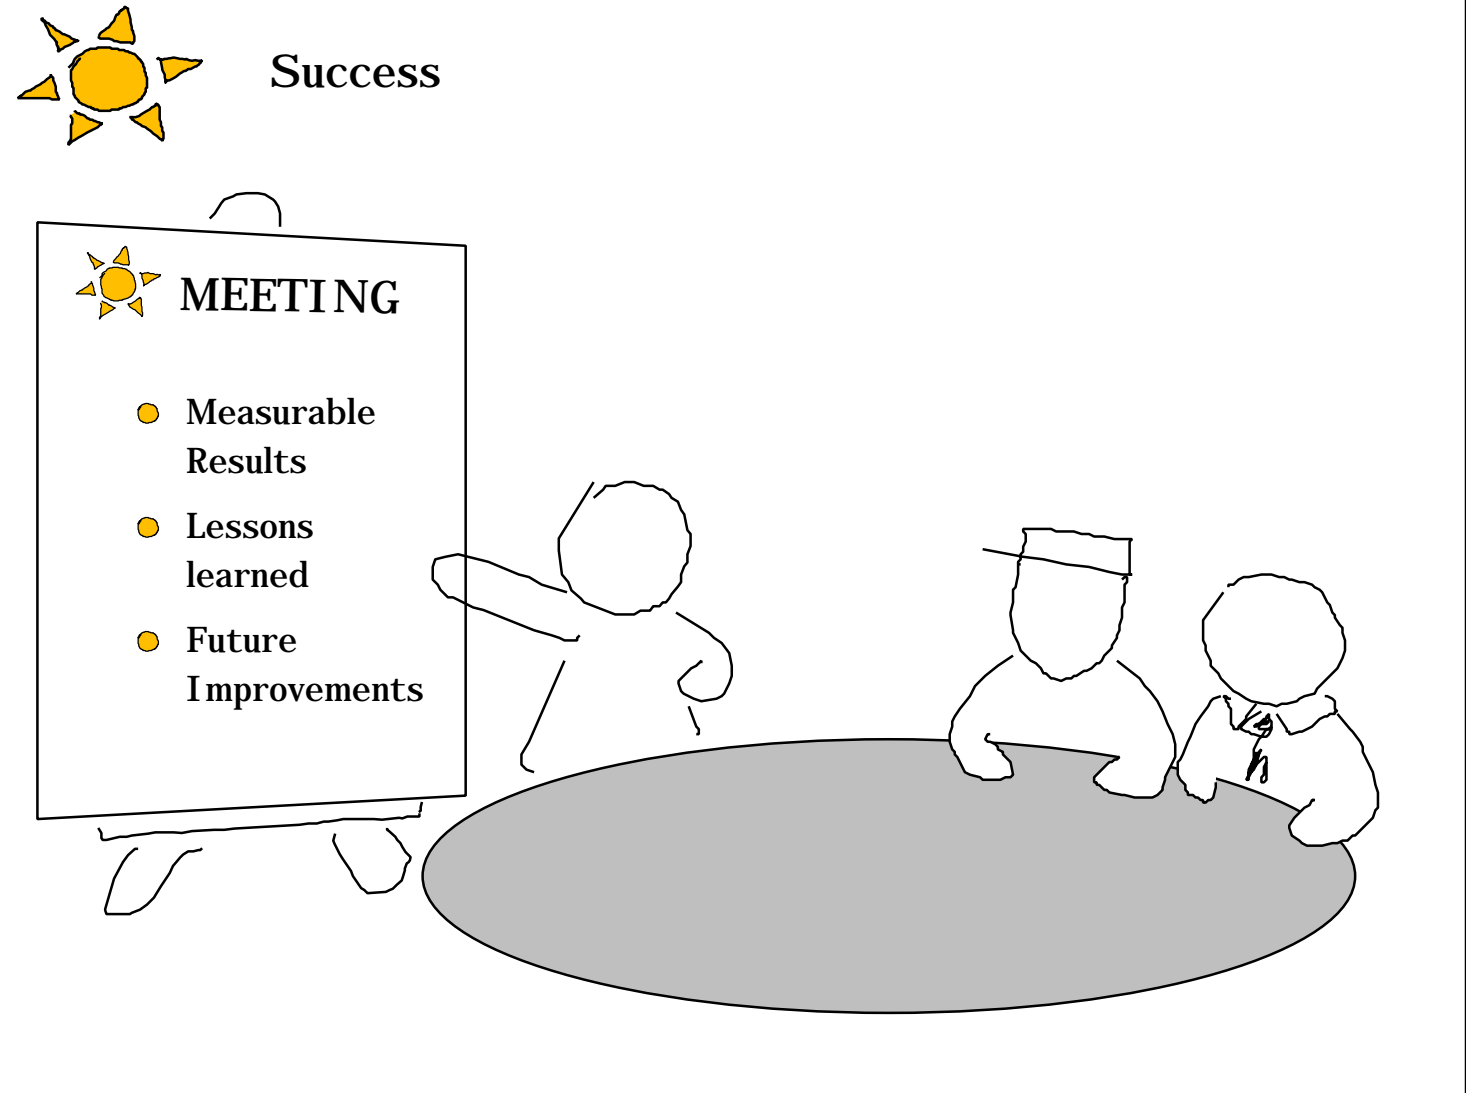 Success
MEETING
Measurable
Results
Lessons
learned
Future
Improvements